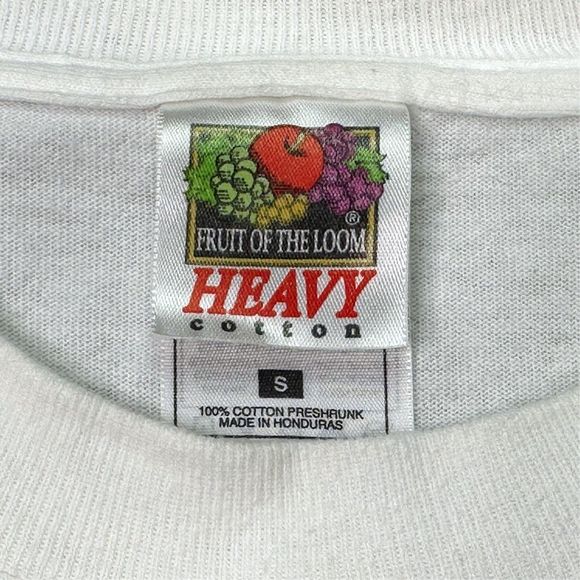 ®
FRUIT OF THE LOOM
HEAVY
cotton
S
100% COTTON PRESHRUNK
MADE IN HONDURAS